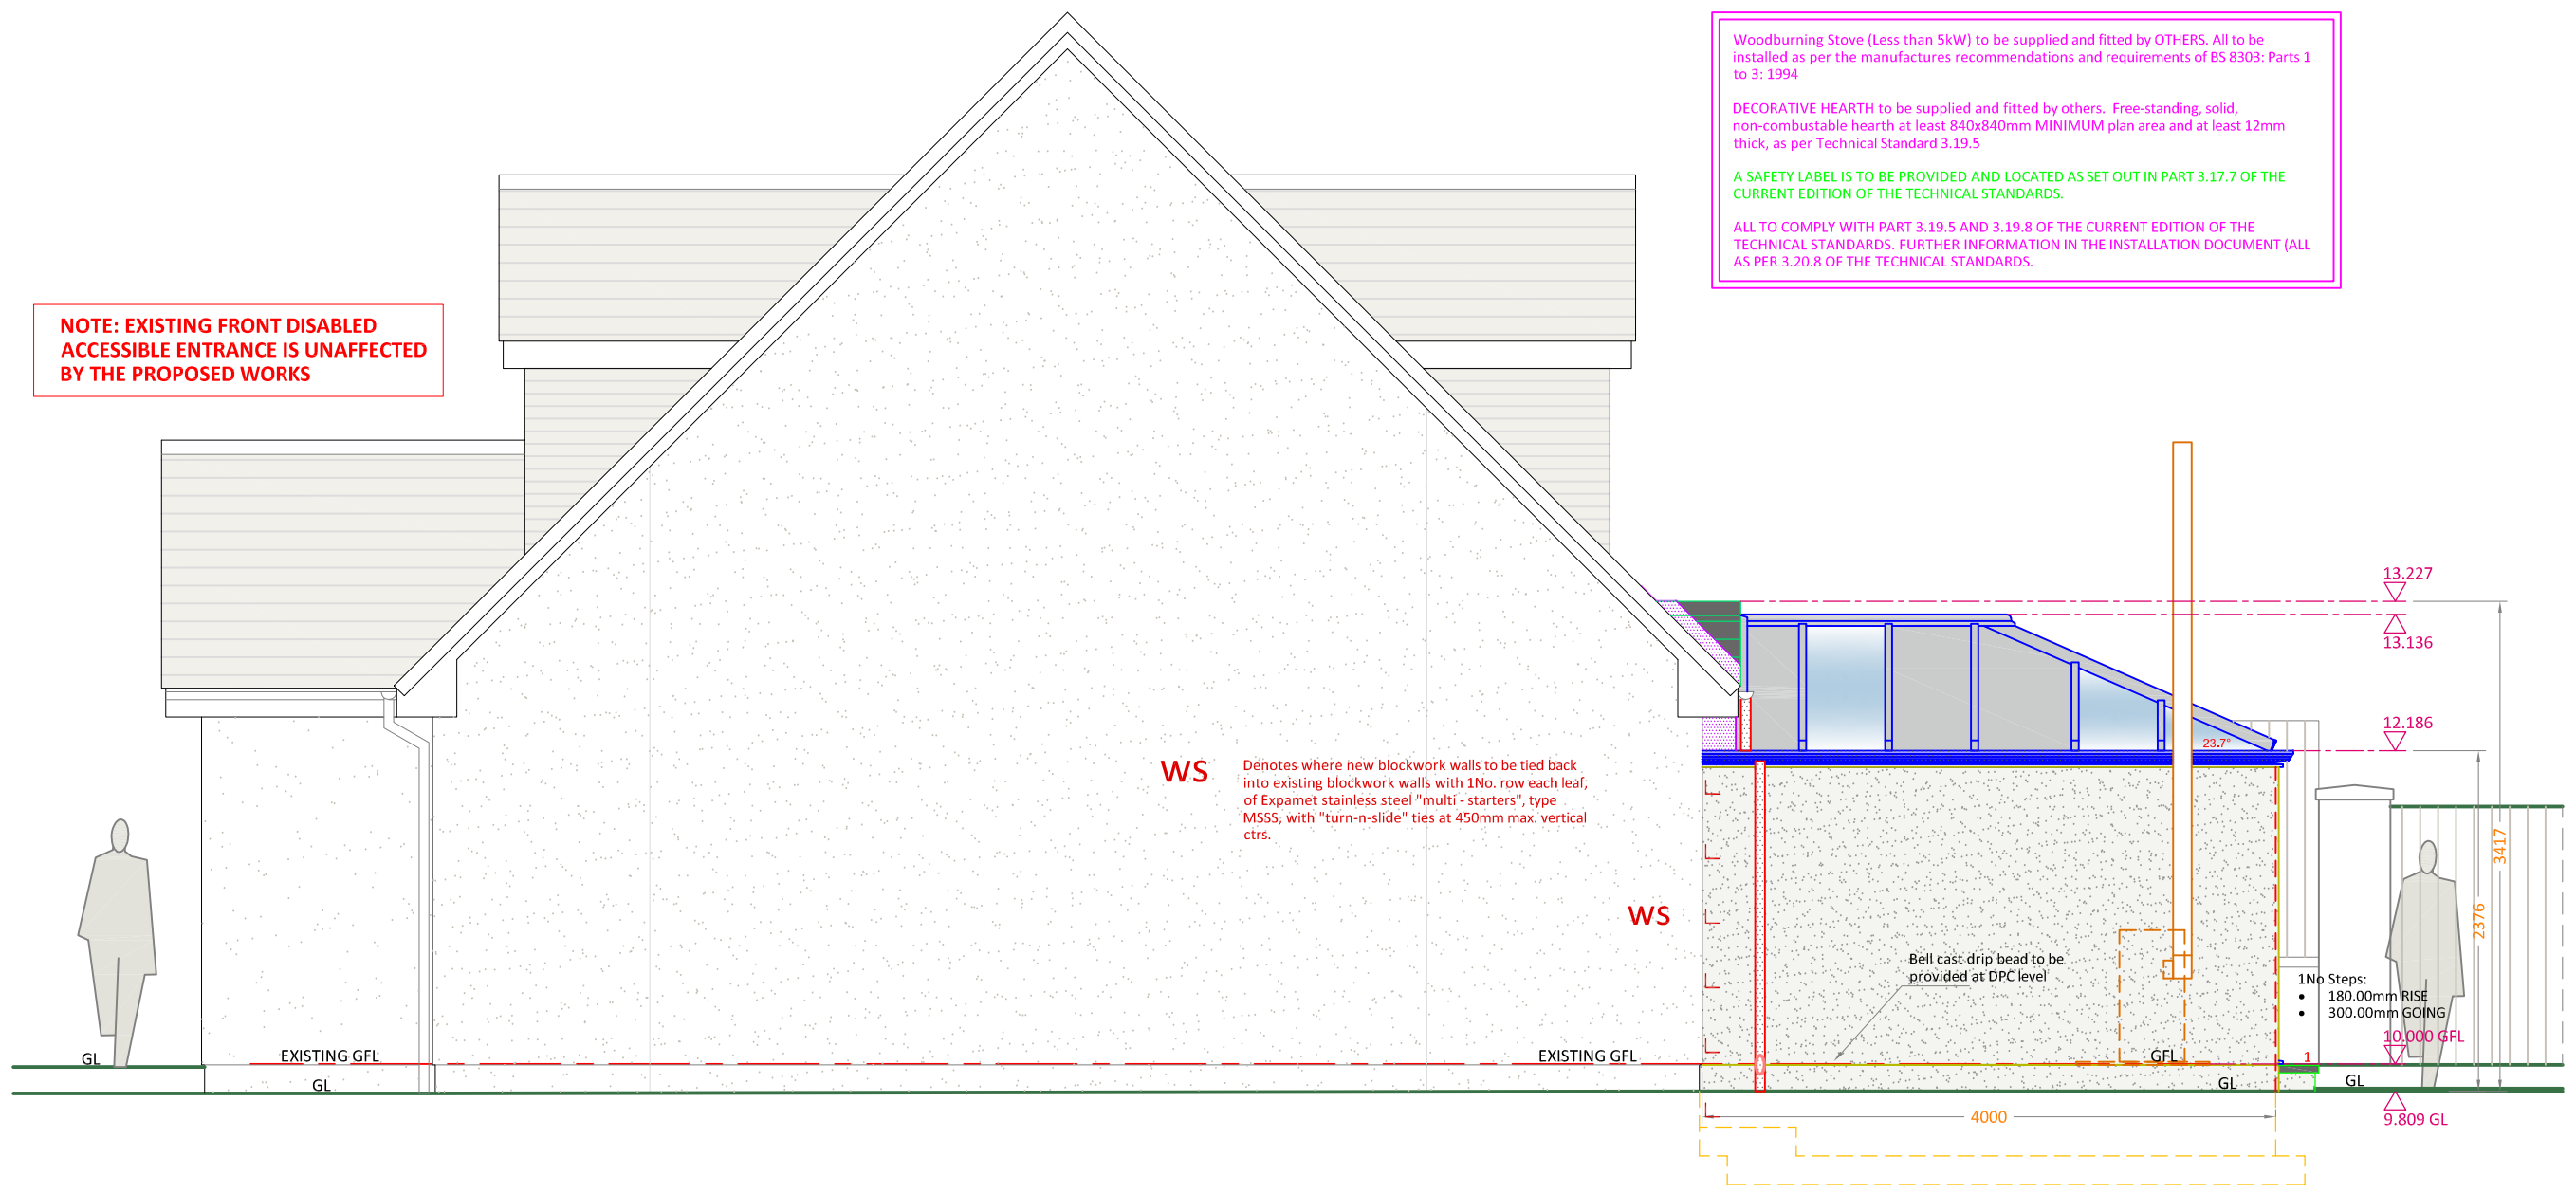 Woodburning Stove (Less than 5kW) to be supplied and fitted by OTHERS. All to be
installed as per the manufactures recommendations and requirements of BS 8303: Parts 1
to 3: 1994
DECORATIVE HEARTH to be supplied and fitted by others. Free-standing, solid,
non-combustable hearth at least 840x840mm MINIMUM plan area and at least 12mm
thick, as per Technical Standard 3.19.5
A SAFETY LABEL IS TO BE PROVIDED AND LOCATED AS SET OUT IN PART 3.17.7 OF THE
CURRENT EDITION OF THE TECHNICAL STANDARDS.
ALL TO COMPLY WITH PART 3.19.5 AND 3.19.8 OF THE CURRENT EDITION OF THE
TECHNICAL STANDARDS. FURTHER INFORMATION IN THE INSTALLATION DOCUMENT (ALL
AS PER 3.20.8 OF THE TECHNICAL STANDARDS.
NOTE: EXISTING FRONT DISABLED
ACCESSIBLE ENTRANCE IS UNAFFECTED
BY THE PROPOSED WORKS
13.227
13.136
12.186
23.7°
WS
Denotes where new blockwork walls to be tied back
into existing blockwork walls with 1No. row each leaf,
of Expamet stainless steel "multi - starters", type
MSSS, with "turn-n-slide" ties at 450mm max. vertical
ctrs.
3417
2376
WS
Bell cast drip bead to be
provided at DPC level
1No Steps:
• 180.00mm RISE
• 300.00mm GOING
10.000 GFL
GL
EXISTING GFL
EXISTING GFL
GFL
1
GL
GL
GL
4000
9.809 GL